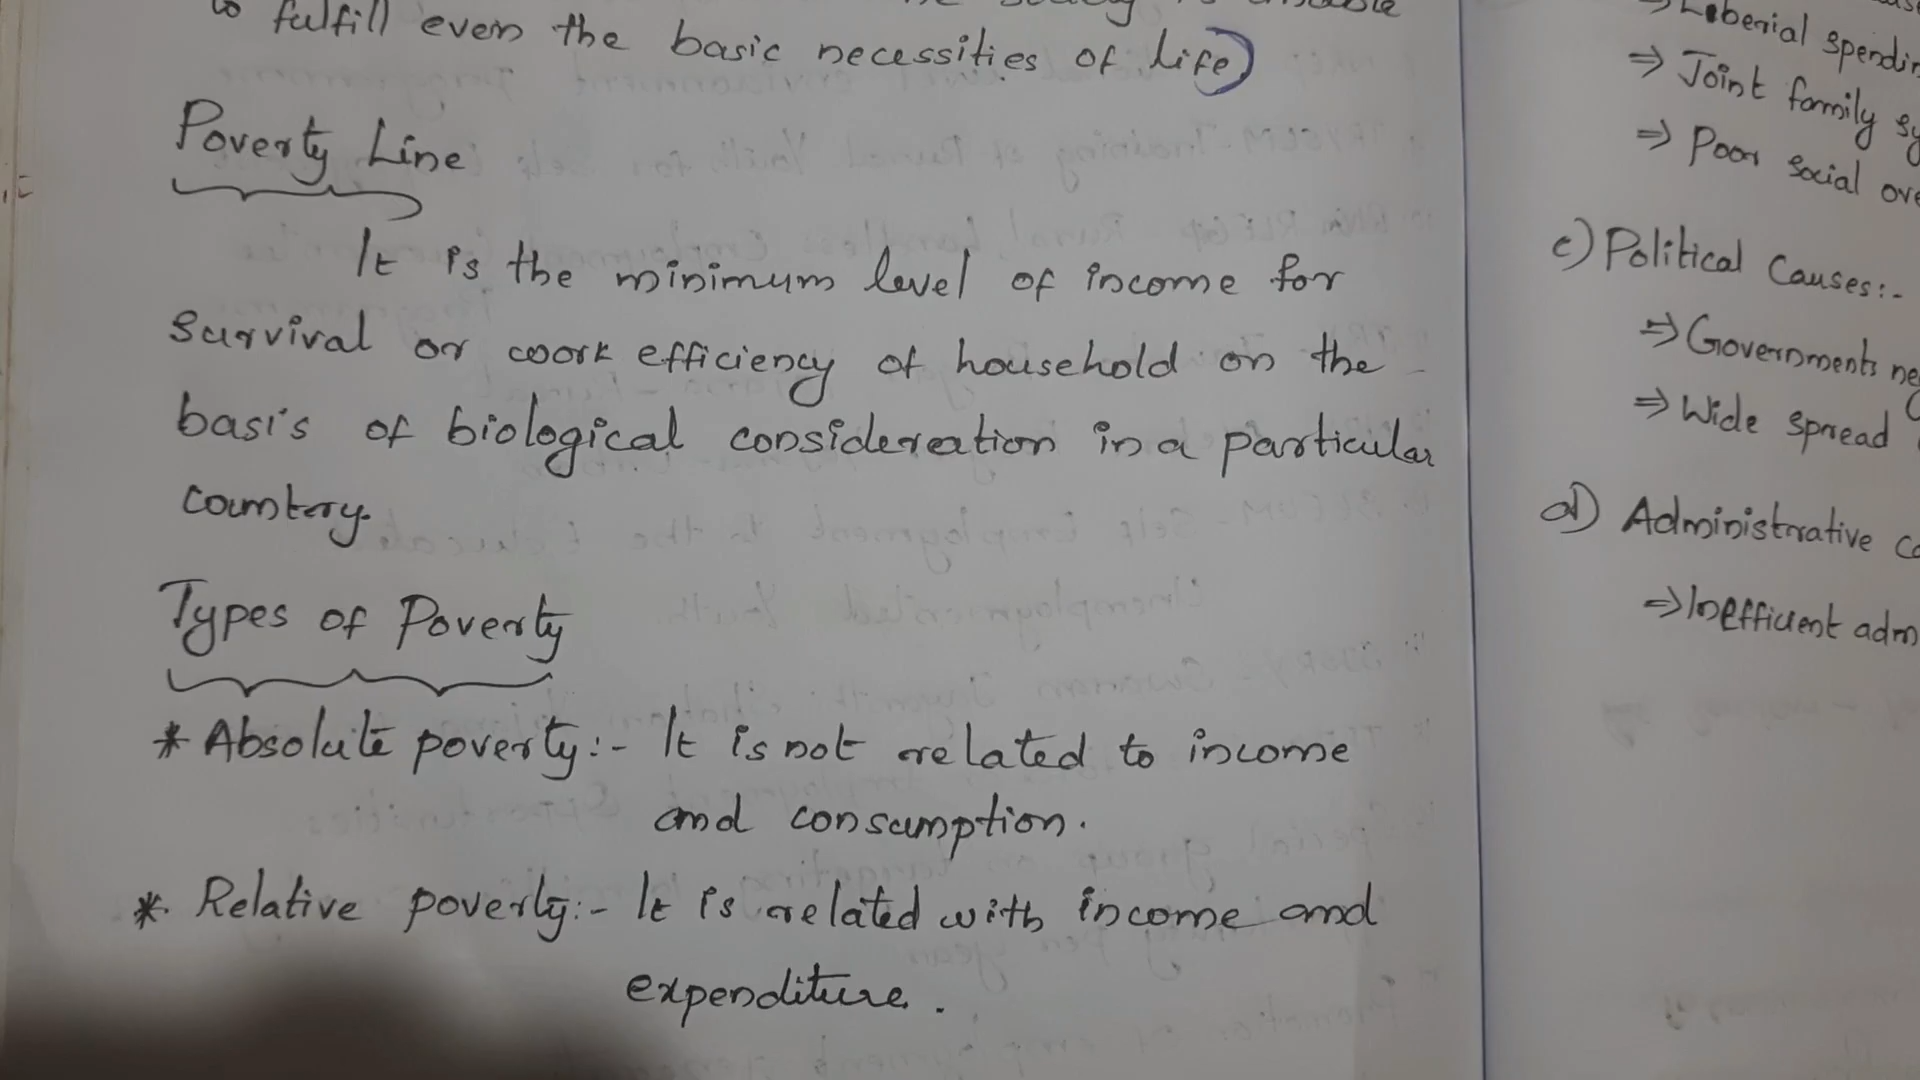 to fulfill even the basic necessities of life)
Poverty Line
It is the minimum level of income for
Survival or work efficiency of household on the
basis of biological consideration in a particular
country.
Types of Poverty
* Absolute poverty:- It is not related to income
and consumption.
* Relative poverty:- It is related with income and
expenditure.
⇒ Joint family
⇒ Poor social
c) Political Causes:-
⇒ Governments
⇒ Wide spread
d) Administrative
⇒ Inefficient